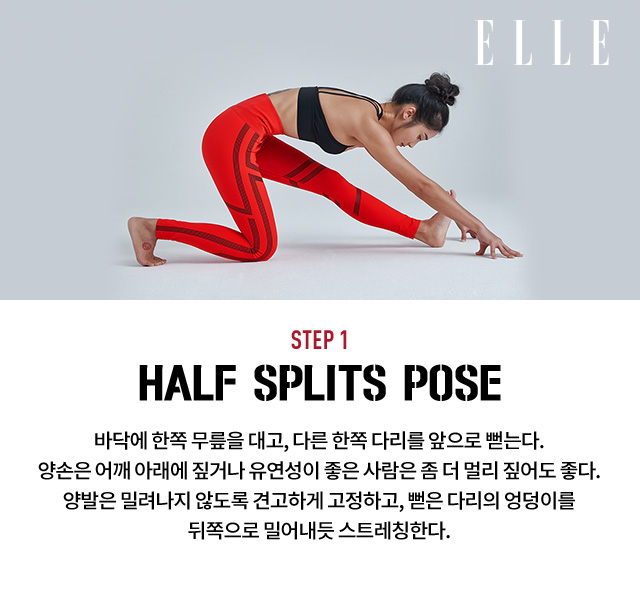 ELLE
STEP 1
HALF SPLITS POSE
바닥에 한쪽 무릎을 대고, 다른 한쪽 다리를 앞으로 뻗는다.
양손은 어깨 아래에 짚거나 유연성이 좋은 사람은 좀 더 멀리 짚어도 좋다.
양발은 밀려나지 않도록 견고하게 고정하고, 뻗은 다리의 엉덩이를
뒤쪽으로 밀어내듯 스트레칭한다.